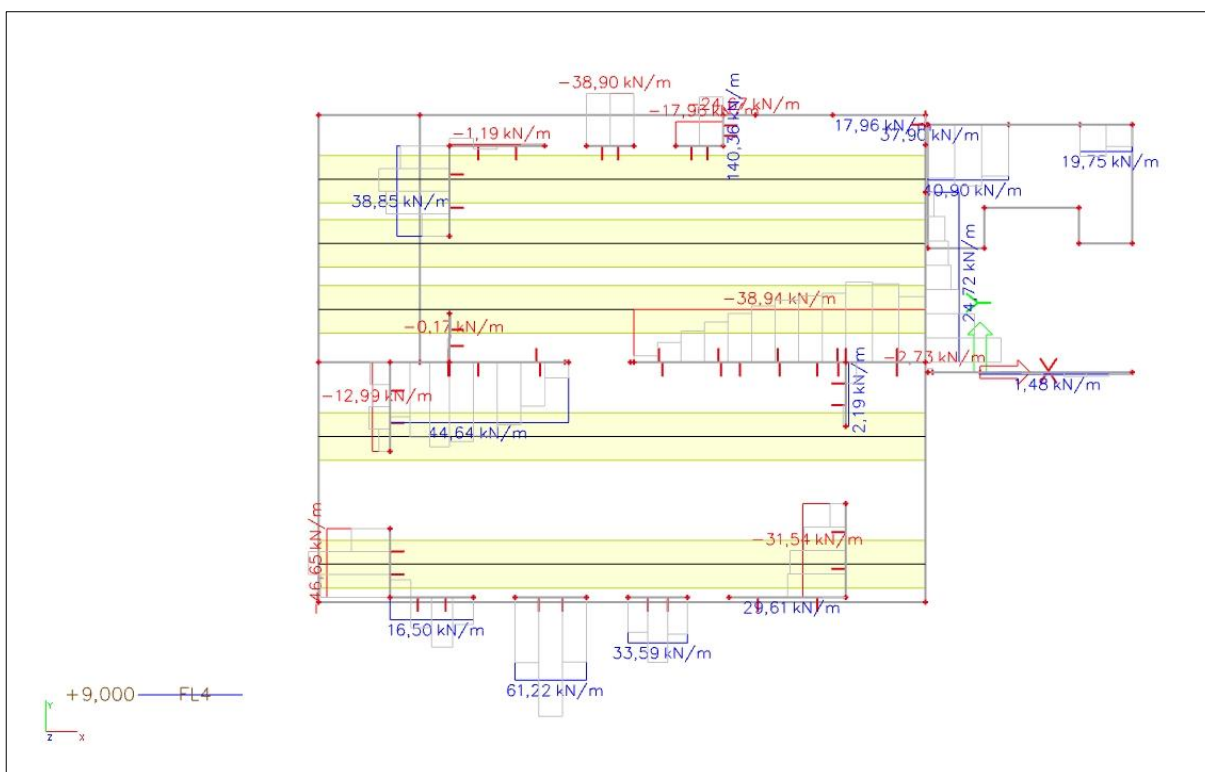 -38,90 kN/m
-24,67 kN/m
-17,96 kN/m
-1,19 kN/m
140,36 kN/m
17,96 kN/m
37,90 kN/m
19,75 kN/m
38,85 kN/m
40,90 kN/m
24,72 kN/m
-38,94 kN/m
Y
-0,17 kN/m
-2,73 kN/m
X
1,48 kN/m
-12,99 kN/m
2,19 kN/m
44,64 kN/m
-46,65 kN/m
-31,54 kN/m
16,50 kN/m
29,61 kN/m
33,59 kN/m
61,22 kN/m
+9,000 FL4
Y
Z X